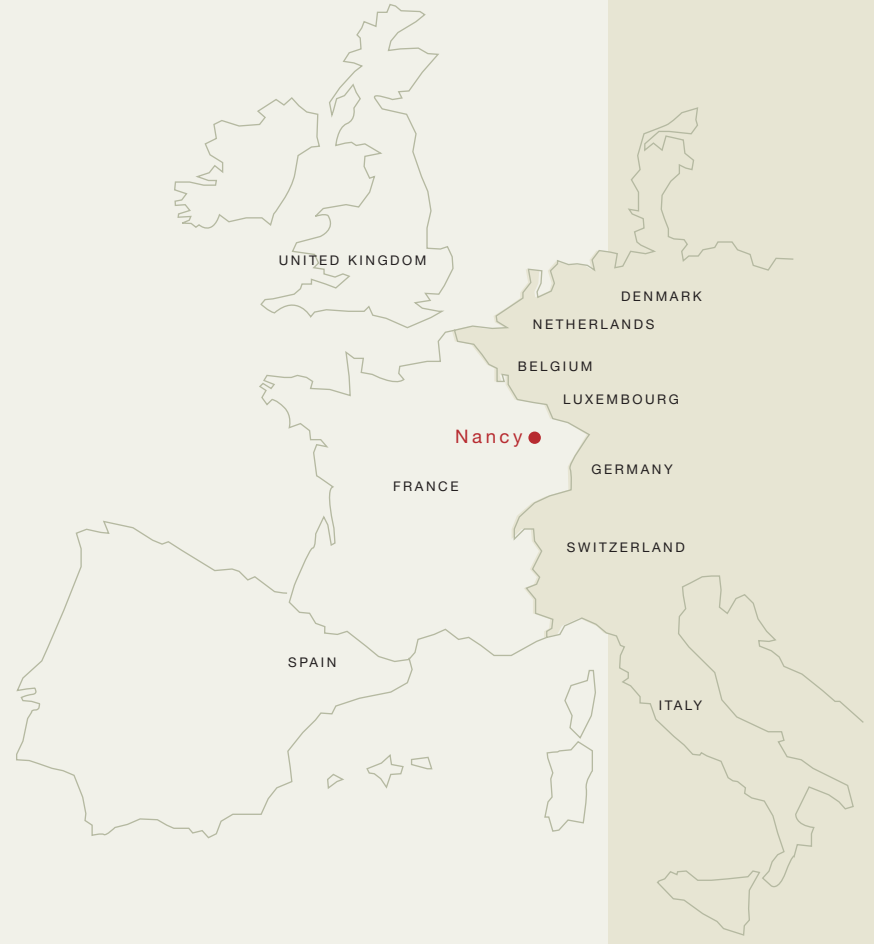 UNITED KINGDOM
DENMARK
NETHERLANDS
BELGIUM
LUXEMBOURG
Nancy
GERMANY
FRANCE
SWITZERLAND
SPAIN
ITALY